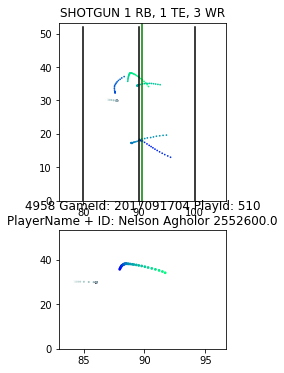 SHOTGUN 1 RB, 1 TE, 3 WR
50
40
30
20
10
0
80 90 100
4958 GameId: 2017091704 PlayId: 510
PlayerName + ID: Nelson Agholor 2552600.0
40
20
0
85 90 95